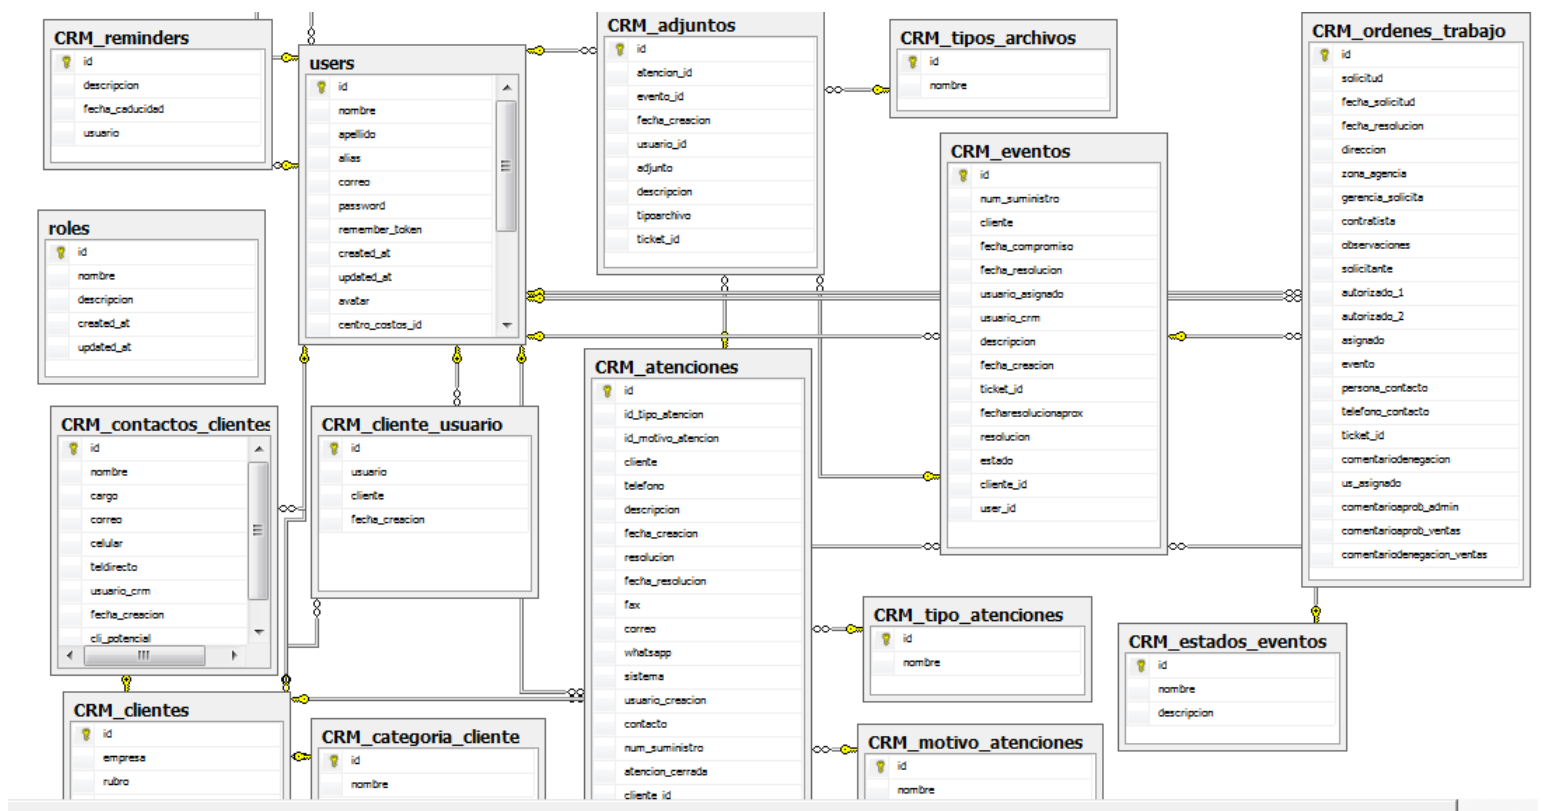 CRM_reminders
id
descripcion
fecha_caducidad
usuario
users
id
nombre
apellido
alias
correo
password
remember_token
created_at
updated_at
avatar
centro_costos_id
CRM_adjuntos
id
atencion_id
evento_id
fecha_creacion
usuario_id
adjunto
descripcion
tipoarchivo
ticket_id
CRM_tipos_archivos
id
nombre
CRM_ordenes_trabajo
id
solicitud
fecha_solicitud
fecha_resolucion
direccion
zona_agencia
gerencia_solicita
contratista
observaciones
solicitante
autorizado_1
autorizado_2
asignado
evento
persona_contacto
telefono_contacto
ticket_id
comentariodenegacion
us_asignado
comentarioaprob_admin
comentarioaprob_ventas
comentariodenegacion_ventas
CRM_eventos
id
num_suministro
cliente
fecha_compromiso
fecha_resolucion
usuario_asignado
usuario_crm
descripcion
fecha_creacion
ticket_id
fecharesolucionaprox
resolucion
estado
cliente_id
user_id
roles
id
nombre
descripcion
created_at
updated_at
CRM_atenciones
id
id_tipo_atencion
id_motivo_atencion
cliente
telefono
descripcion
fecha_creacion
resolucion
fecha_resolucion
fax
correo
whatsapp
sistema
usuario_creacion
contacto
num_suministro
atencion_cerrada
cliente_id
CRM_contactos_clientes
id
nombre
cargo
correo
celular
teldirecto
usuario_crm
fecha_creacion
cli_potencial
CRM_cliente_usuario
id
usuario
cliente
fecha_creacion
CRM_tipo_atenciones
id
nombre
CRM_estados_eventos
id
nombre
descripcion
CRM_clientes
id
empresa
rubro
CRM_categoria_cliente
id
nombre
CRM_motivo_atenciones
id
nombre